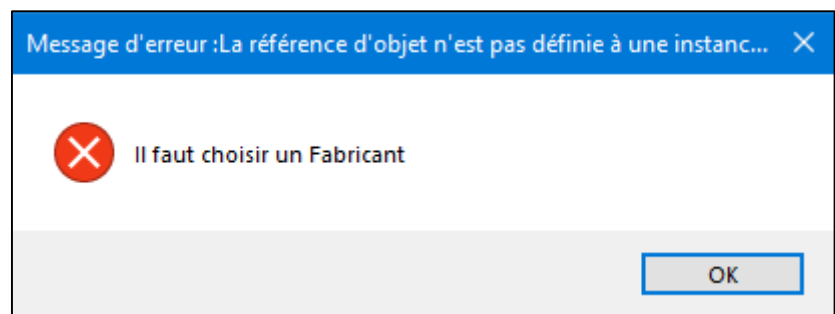 Message d'erreur :La référence d'objet n'est pas définie à une instanc...
Il faut choisir un Fabricant
OK